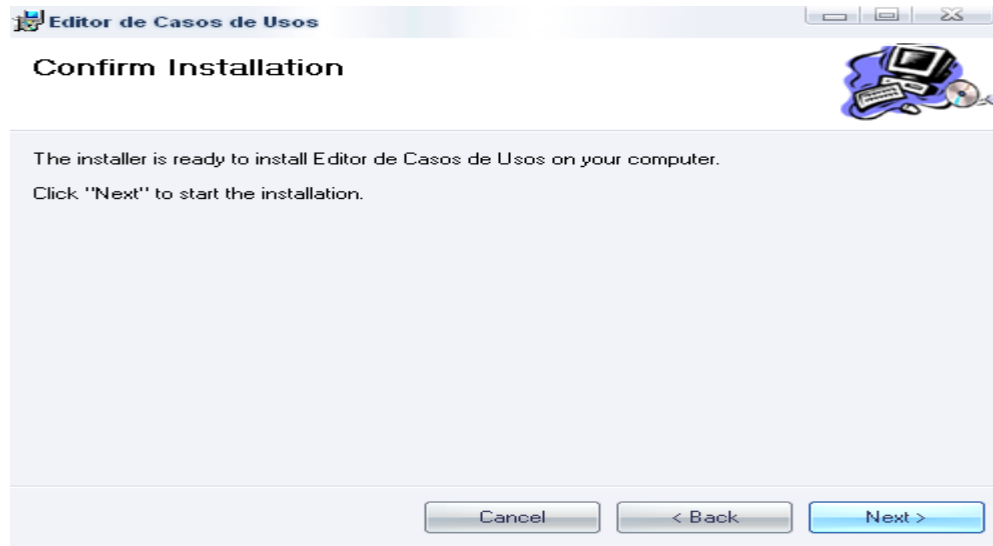 Editor de Casos de Usos
Confirm Installation
The installer is ready to install Editor de Casos de Usos on your computer.
Click "Next" to start the installation.
Cancel
< Back
Next >